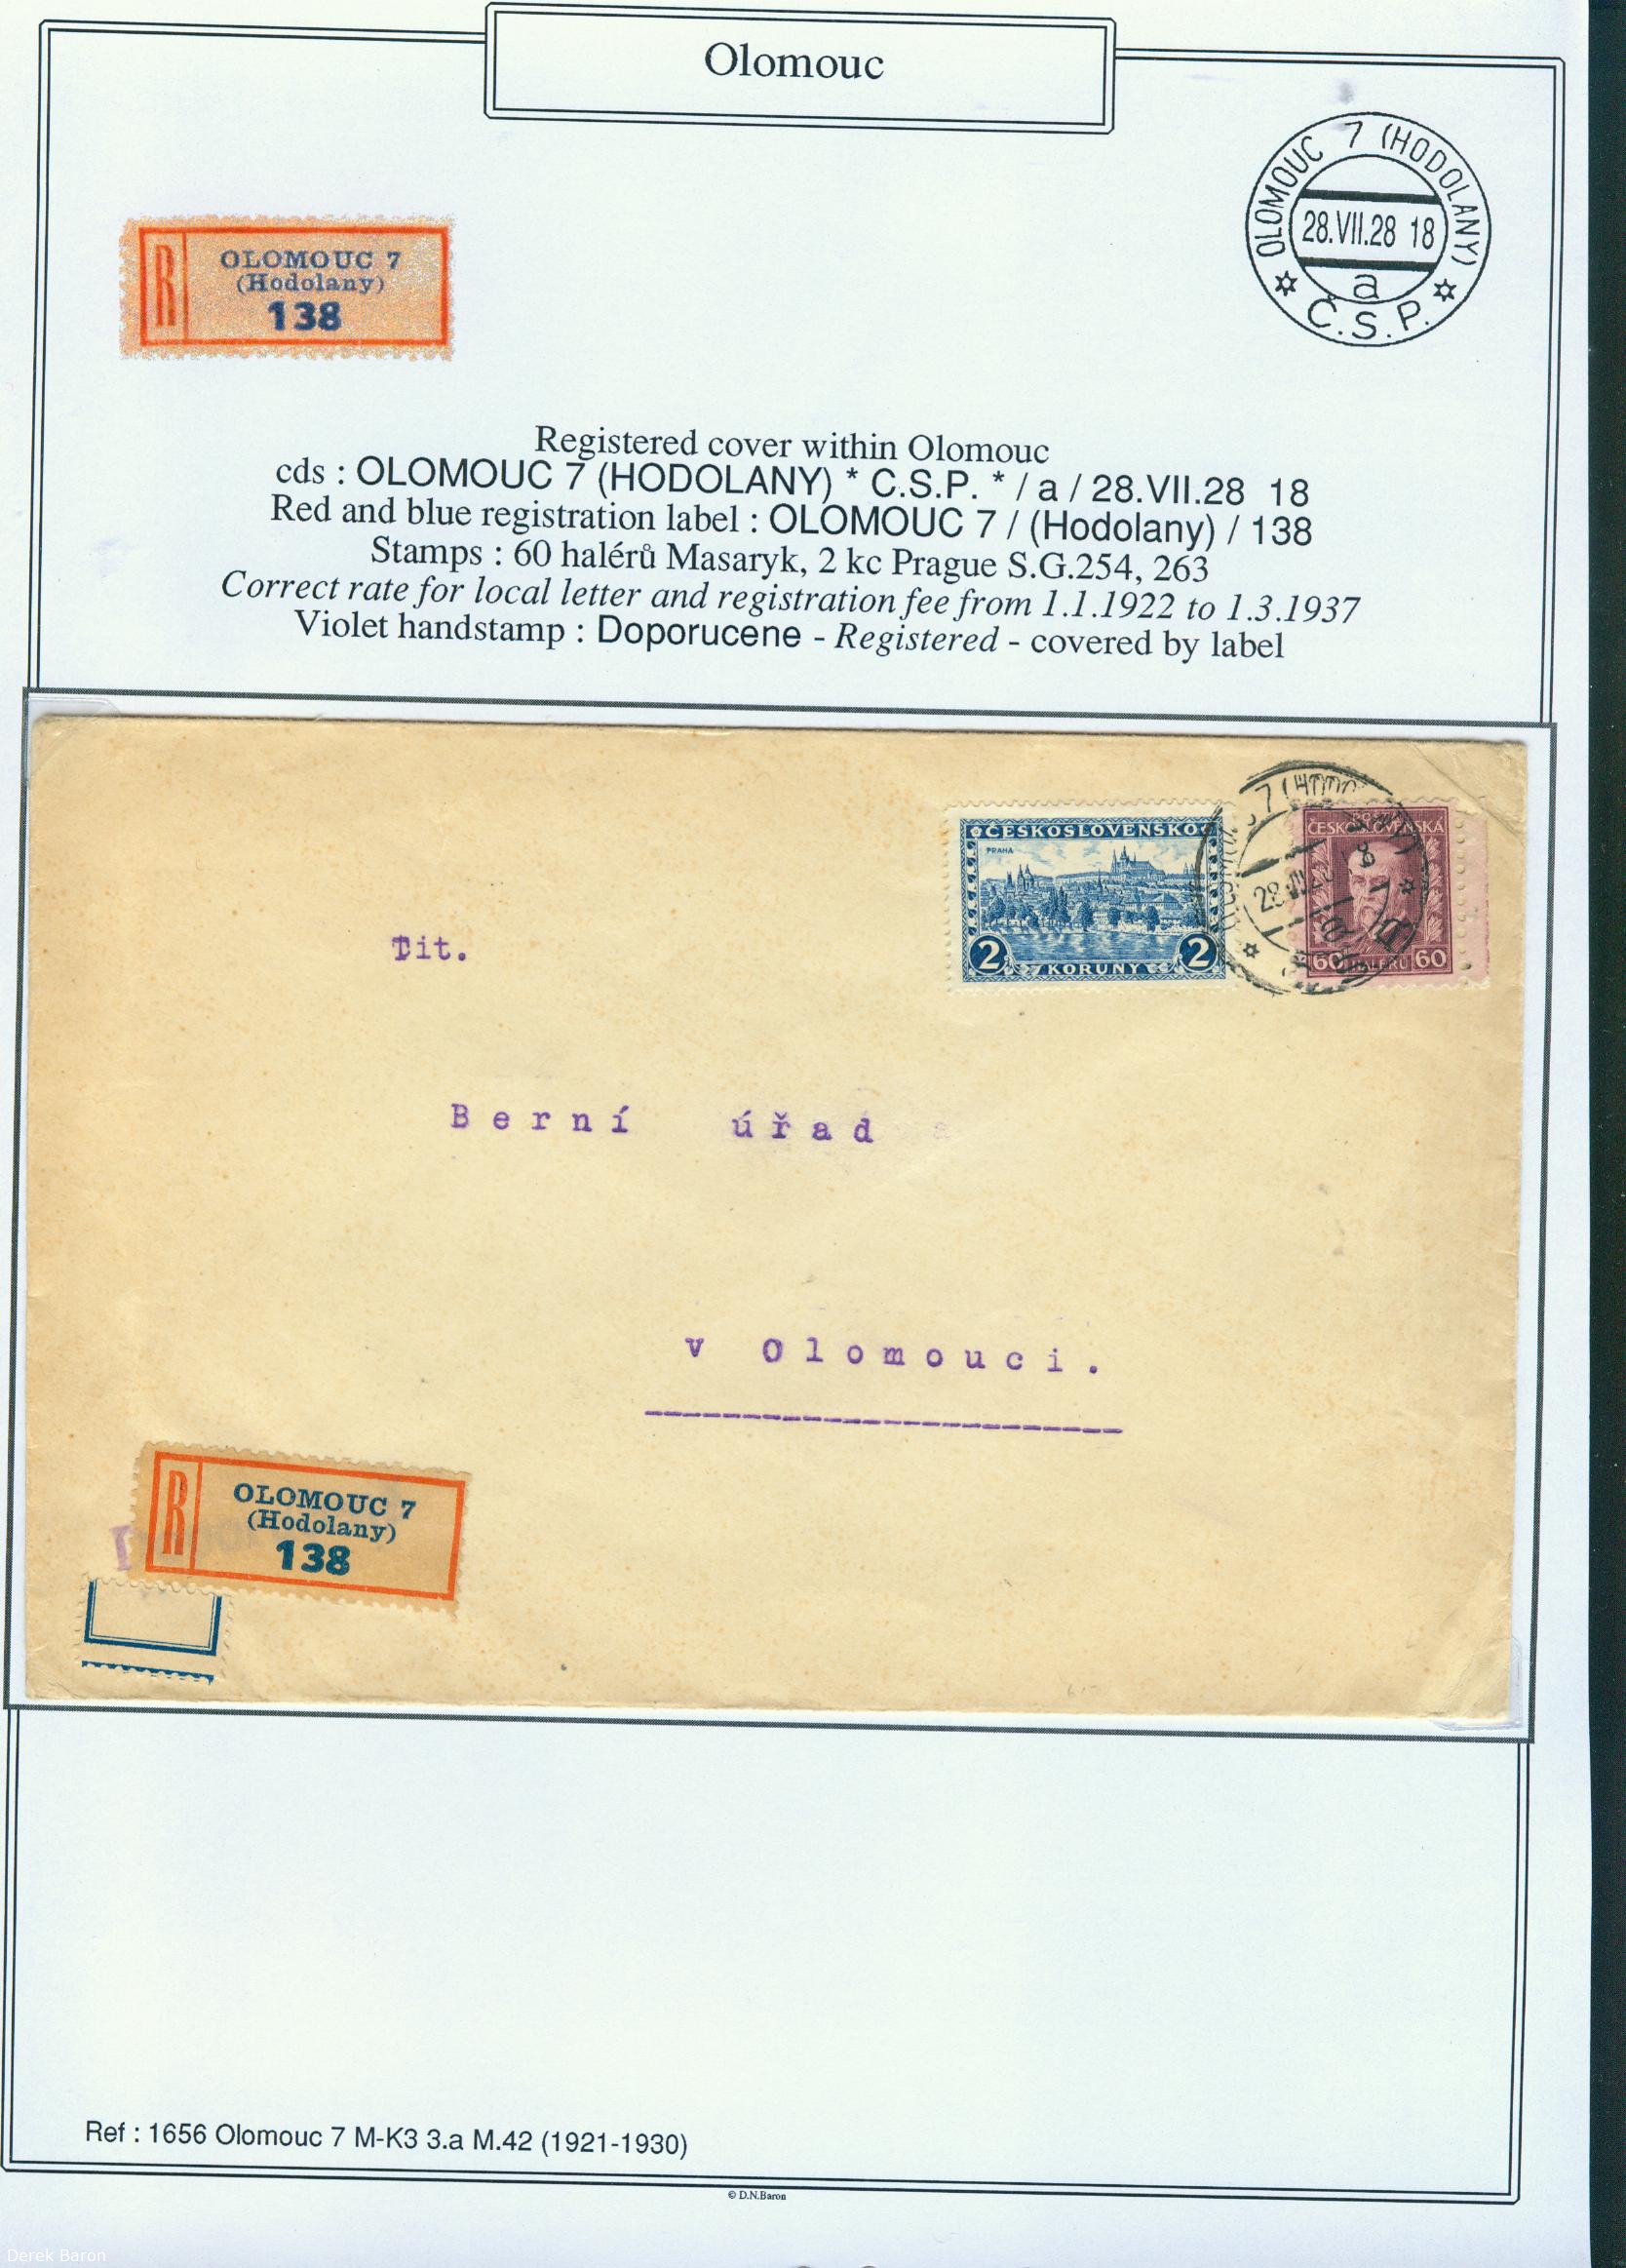 Olomouc
OLOMOUC 7 (HODOLANY)
28.VII.28 18
a
Č.S.P.
R
OLOMOUC 7
(Hodolany)
138
Registered cover within Olomouc
cds : OLOMOUC 7 (HODOLANY) * C.S.P. * / a / 28.VII.28 18
Red and blue registration label : OLOMOUC 7 / (Hodolany) / 138
Stamps : 60 halérů Masaryk, 2 kc Prague S.G.254, 263
Correct rate for local letter and registration fee from 1.1.1922 to 1.3.1937
Violet handstamp : Doporucene - Registered - covered by label
ČESKOSLOVENSKO
PRAHA
2 KORUNY 2
7 (HODO
ČESKOSLOVENSKÁ
60 HALÉŘŮ 60
Tit.
Berní úřad
v Olomouci.
R
OLOMOUC 7
(Hodolany)
138
Ref : 1656 Olomouc 7 M-K3 3.a M.42 (1921-1930)
© D.N.Baron
Derek Baron